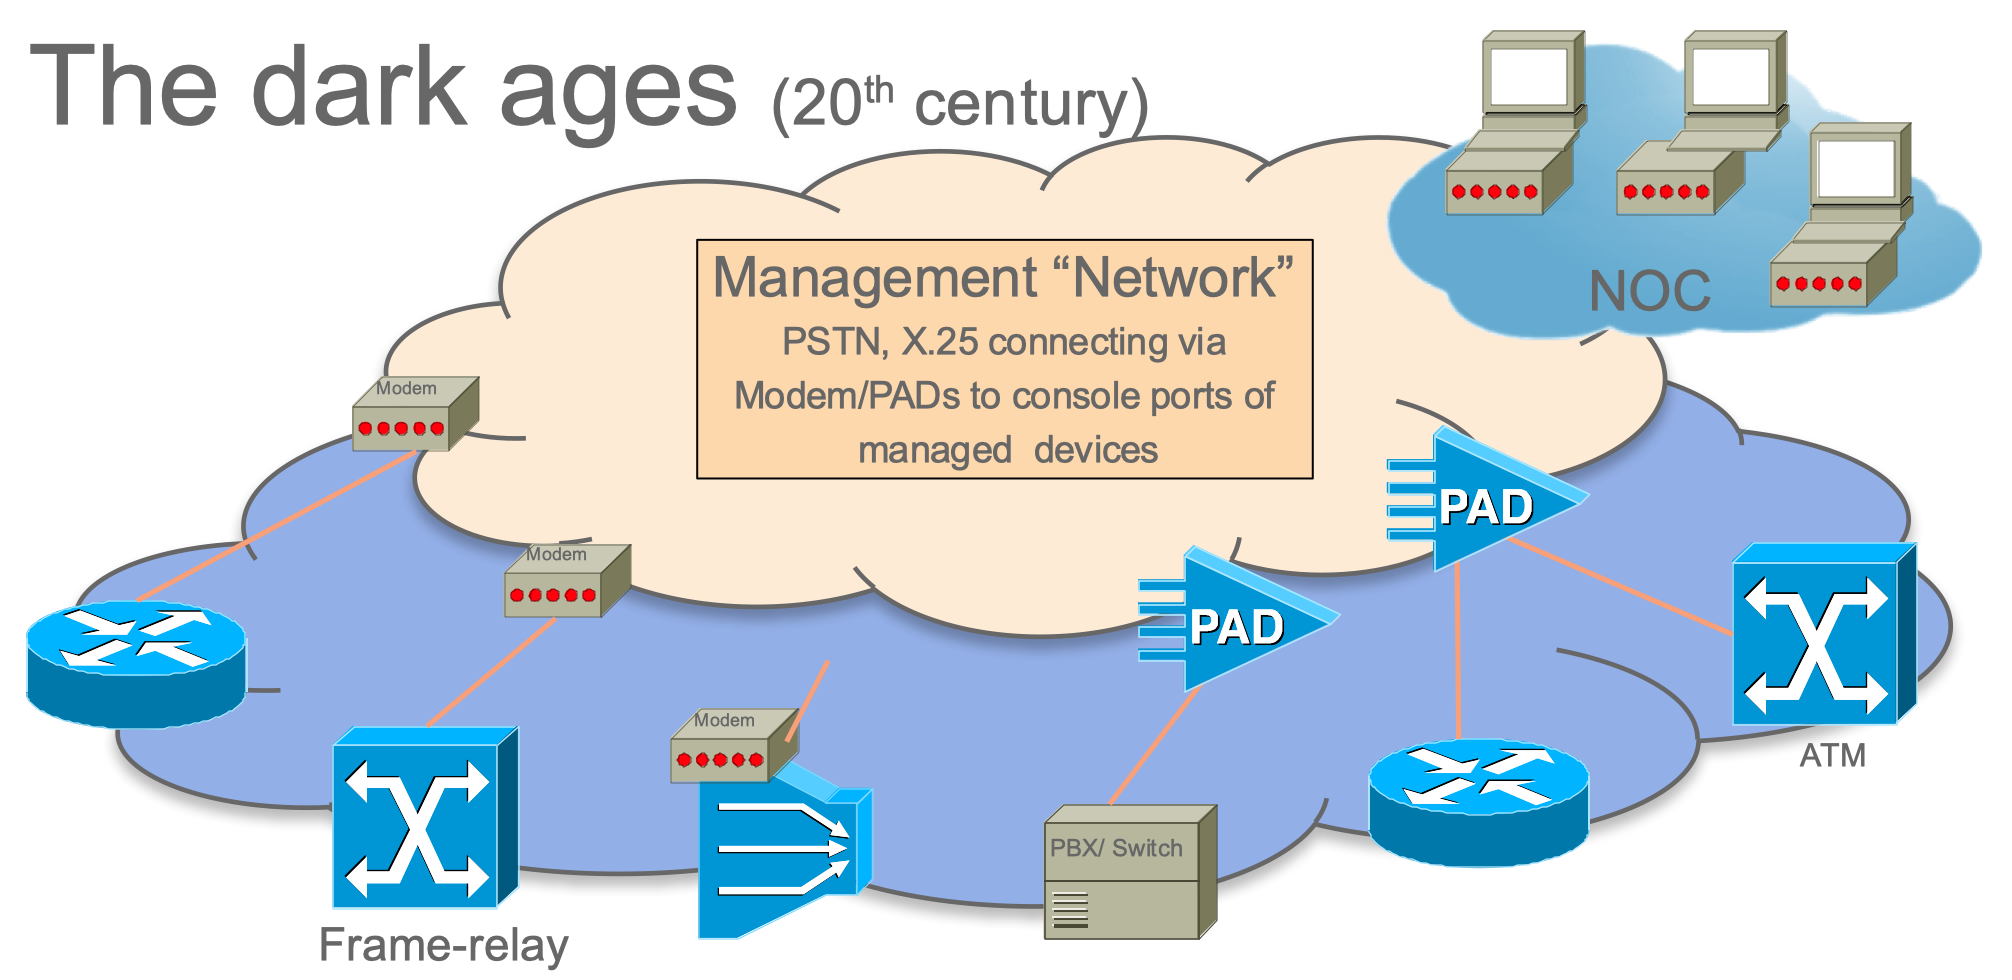 The dark ages (20th century)
NOC
Management “Network”
PSTN, X.25 connecting via
Modem/PADs to console ports of
managed devices
Modem
PAD
Modem
PAD
Modem
ATM
PBX/ Switch
Frame-relay